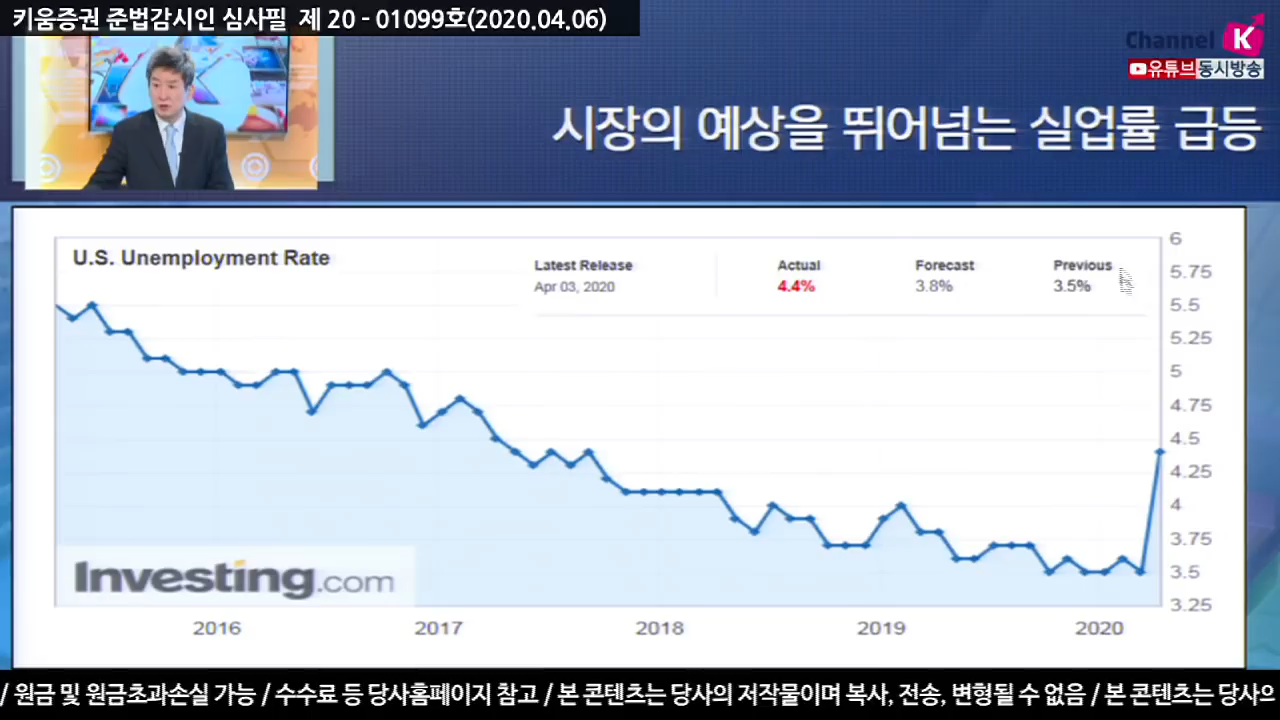 키움증권 준법감시인 심사필 제 20 - 01099호(2020.04.06)
Channel K
유튜브동시방송
시장의 예상을 뛰어넘는 실업률 급등
U.S. Unemployment Rate
Latest Release Actual Forecast Previous
Apr 03, 2020 4.4% 3.8% 3.5%
6
5.75
5.5
5.25
5
4.75
4.5
4.25
4
3.75
3.5
3.25
Investing.com
2016 2017 2018 2019 2020
/ 원금 및 원금초과손실 가능 / 수수료 등 당사홈페이지 참고 / 본 콘텐츠는 당사의 저작물이며 복사, 전송, 변형될 수 없음 / 본 콘텐츠는 당사의